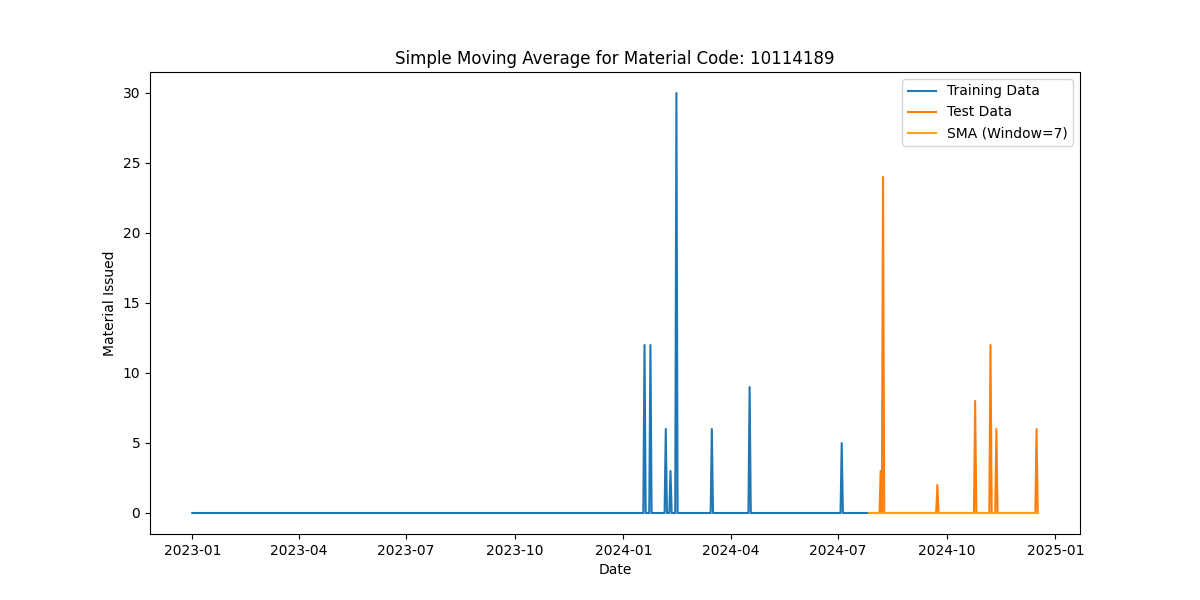 Simple Moving Average for Material Code: 10114189
Training Data
Test Data
SMA (Window=7)
Material Issued
30
25
20
15
10
5
0
2023-01 2023-04 2023-07 2023-10 2024-01 2024-04 2024-07 2024-10 2025-01
Date